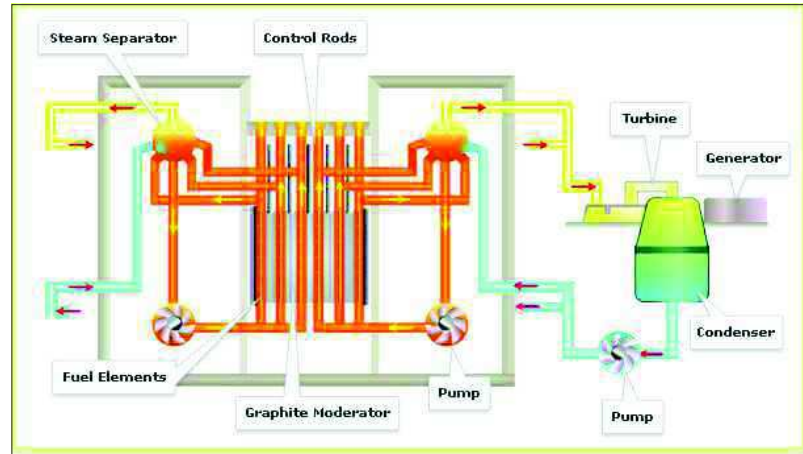 Steam Separator
Control Rods
Turbine
Generator
Condenser
Fuel Elements
Graphite Moderator
Pump
Pump